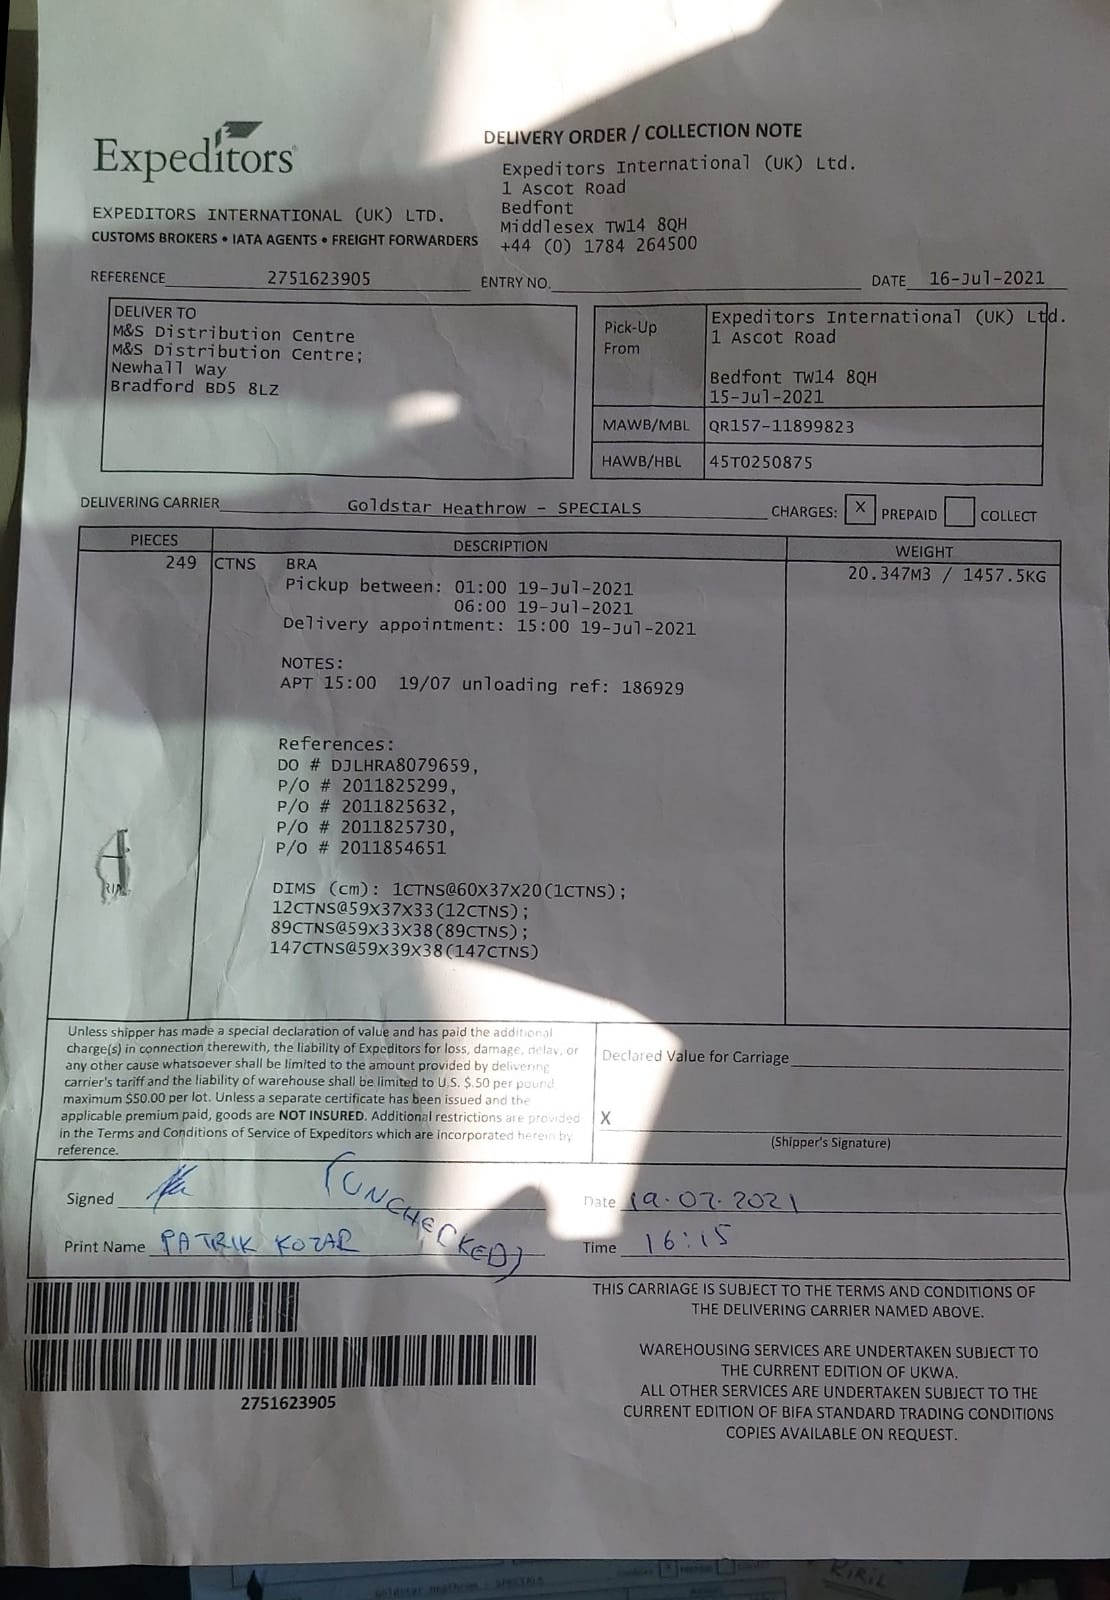 Expeditors
DELIVERY ORDER / COLLECTION NOTE
Expeditors International (UK) Ltd.
1 Ascot Road
Bedfont
Middlesex TW14 8QH
+44 (0) 1784 264500
EXPEDITORS INTERNATIONAL (UK) LTD.
CUSTOMS BROKERS • IATA AGENTS • FREIGHT FORWARDERS
REFERENCE 2751623905 ENTRY NO. DATE 16-Jul-2021
DELIVER TO
M&S Distribution Centre
M&S Distribution Centre;
Newhall Way
Bradford BD5 8LZ
Pick-Up From
Expeditors International (UK) Ltd.
1 Ascot Road
Bedfont TW14 8QH
15-Jul-2021
MAWB/MBL QR157-11899823
HAWB/HBL 45T0250875
DELIVERING CARRIER Goldstar Heathrow - SPECIALS CHARGES: X PREPAID COLLECT
PIECES DESCRIPTION WEIGHT
249 CTNS BRA 20.347M3 / 1457.5KG
Pickup between: 01:00 19-Jul-2021
06:00 19-Jul-2021
Delivery appointment: 15:00 19-Jul-2021
NOTES:
APT 15:00 19/07 unloading ref: 186929
References:
DO # DJLHRA8079659,
P/O # 2011825299,
P/O # 2011825632,
P/O # 2011825730,
P/O # 2011854651
DIMS (cm): 1CTNS@60X37X20(1CTNS);
12CTNS@59X37X33(12CTNS);
89CTNS@59X33X38(89CTNS);
147CTNS@59X39X38(147CTNS)
Unless shipper has made a special declaration of value and has paid the additional
charge(s) in connection therewith, the liability of Expeditors for loss, damage, delay, or
any other cause whatsoever shall be limited to the amount provided by delivering
carrier's tariff and the liability of warehouse shall be limited to U.S. $.50 per pound
maximum $50.00 per lot. Unless a separate certificate has been issued and the
applicable premium paid, goods are NOT INSURED. Additional restrictions are provided
in the Terms and Conditions of Service of Expeditors which are incorporated herein by
reference.
Declared Value for Carriage
X
(Shipper's Signature)
Signed
(UNCHECKED)
Date 19.07.2021
Print Name PATRIK KOZAR
Time 16:15
2751623905
THIS CARRIAGE IS SUBJECT TO THE TERMS AND CONDITIONS OF
THE DELIVERING CARRIER NAMED ABOVE.
WAREHOUSING SERVICES ARE UNDERTAKEN SUBJECT TO
THE CURRENT EDITION OF UKWA.
ALL OTHER SERVICES ARE UNDERTAKEN SUBJECT TO THE
CURRENT EDITION OF BIFA STANDARD TRADING CONDITIONS
COPIES AVAILABLE ON REQUEST.
Goldstar Heathrow - SPECIALS
KIRIL